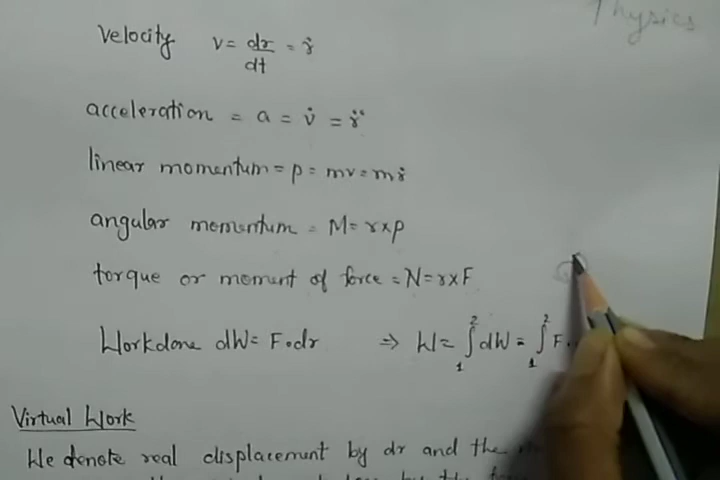 Physics
Velocity v = dr/dt = ṙ
acceleration = a = v̇ = r̈
linear momentum = p = mv = mṙ
angular momentum = M = r×p
torque or moment of force = N = r×F
Workdone dW = F.dr ⇒ W = ∫₁² dW = ∫₁² F.
Virtual Work
We denote real displacement by dr and the